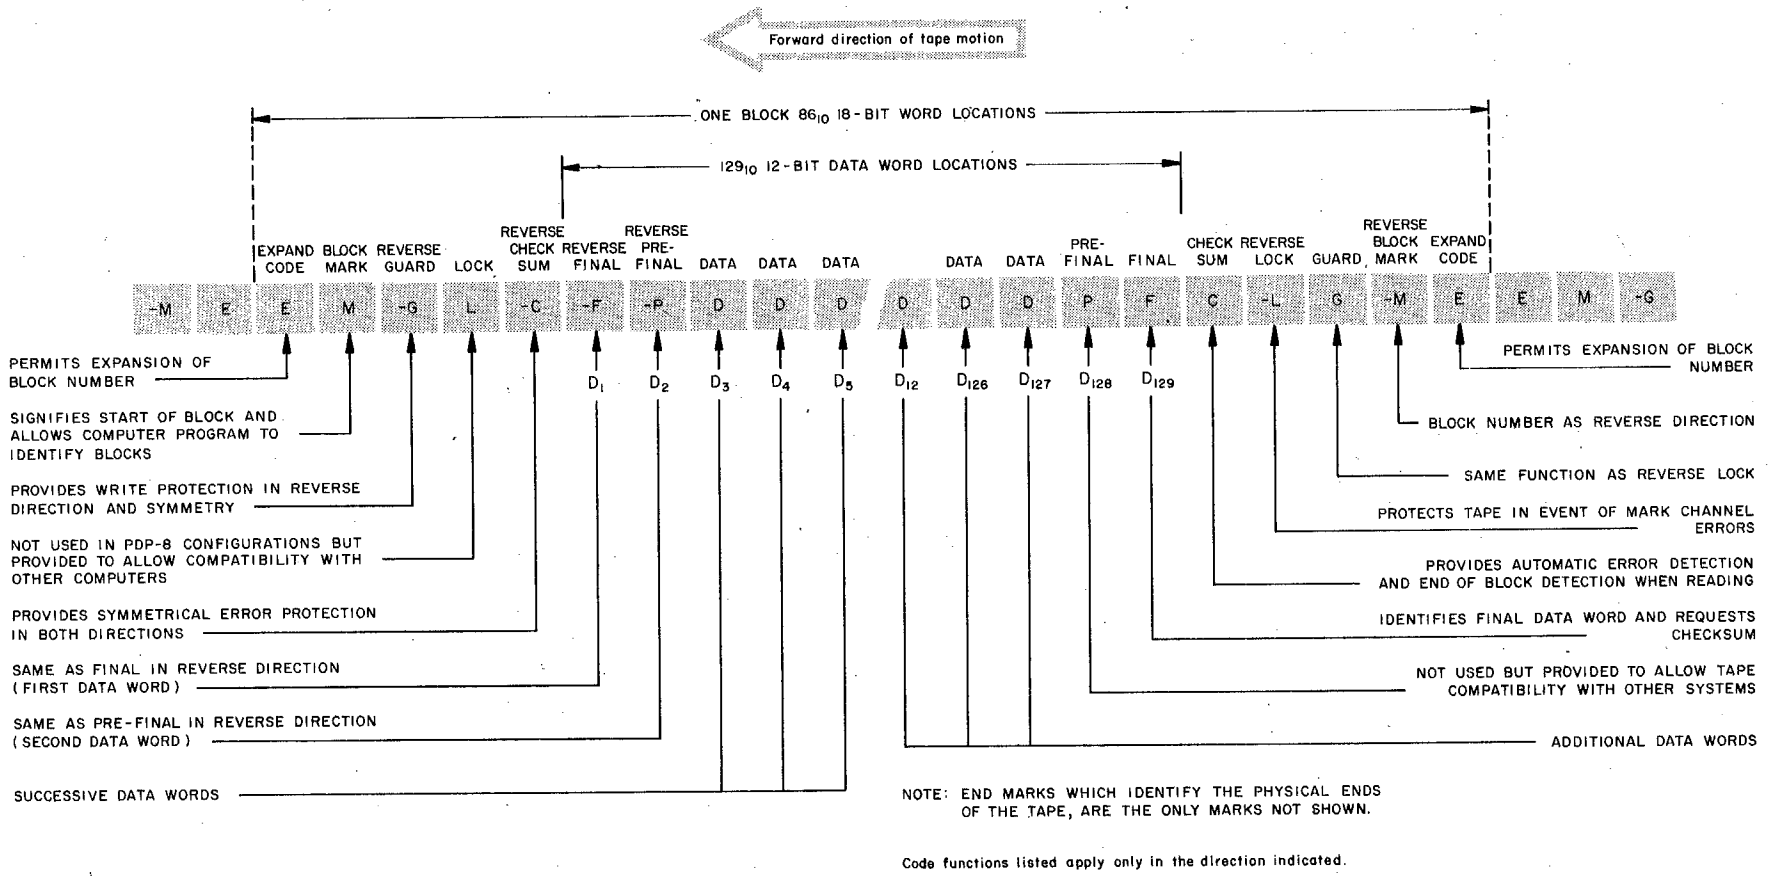 Forward direction of tape motion
ONE BLOCK 86₁₀ 18-BIT WORD LOCATIONS
129₁₀ 12-BIT DATA WORD LOCATIONS
EXPAND CODE
BLOCK MARK
REVERSE GUARD
LOCK
REVERSE CHECK SUM
REVERSE FINAL
REVERSE PRE-FINAL
DATA
DATA
DATA
DATA
DATA
PRE-FINAL
FINAL
CHECK SUM
REVERSE LOCK
GUARD
REVERSE BLOCK MARK
EXPAND CODE
-M E E M -G L -C -F -P D D D D D D P F C -L G -M E E M -G
D₁ D₂ D₃ D₄ D₅ D₁₂ D₁₂₆ D₁₂₇ D₁₂₈ D₁₂₉
PERMITS EXPANSION OF
BLOCK NUMBER
SIGNIFIES START OF BLOCK AND
ALLOWS COMPUTER PROGRAM TO
IDENTIFY BLOCKS
PROVIDES WRITE PROTECTION IN REVERSE
DIRECTION AND SYMMETRY
NOT USED IN PDP-8 CONFIGURATIONS BUT
PROVIDED TO ALLOW COMPATIBILITY WITH
OTHER COMPUTERS
PROVIDES SYMMETRICAL ERROR PROTECTION
IN BOTH DIRECTIONS
SAME AS FINAL IN REVERSE DIRECTION
(FIRST DATA WORD)
SAME AS PRE-FINAL IN REVERSE DIRECTION
(SECOND DATA WORD)
SUCCESSIVE DATA WORDS
PERMITS EXPANSION OF BLOCK
NUMBER
BLOCK NUMBER AS REVERSE DIRECTION
SAME FUNCTION AS REVERSE LOCK
PROTECTS TAPE IN EVENT OF MARK CHANNEL
ERRORS
PROVIDES AUTOMATIC ERROR DETECTION
AND END OF BLOCK DETECTION WHEN READING
IDENTIFIES FINAL DATA WORD AND REQUESTS
CHECKSUM
NOT USED BUT PROVIDED TO ALLOW TAPE
COMPATIBILITY WITH OTHER SYSTEMS
ADDITIONAL DATA WORDS
NOTE: END MARKS WHICH IDENTIFY THE PHYSICAL ENDS
OF THE TAPE, ARE THE ONLY MARKS NOT SHOWN.
Code functions listed apply only in the direction indicated.